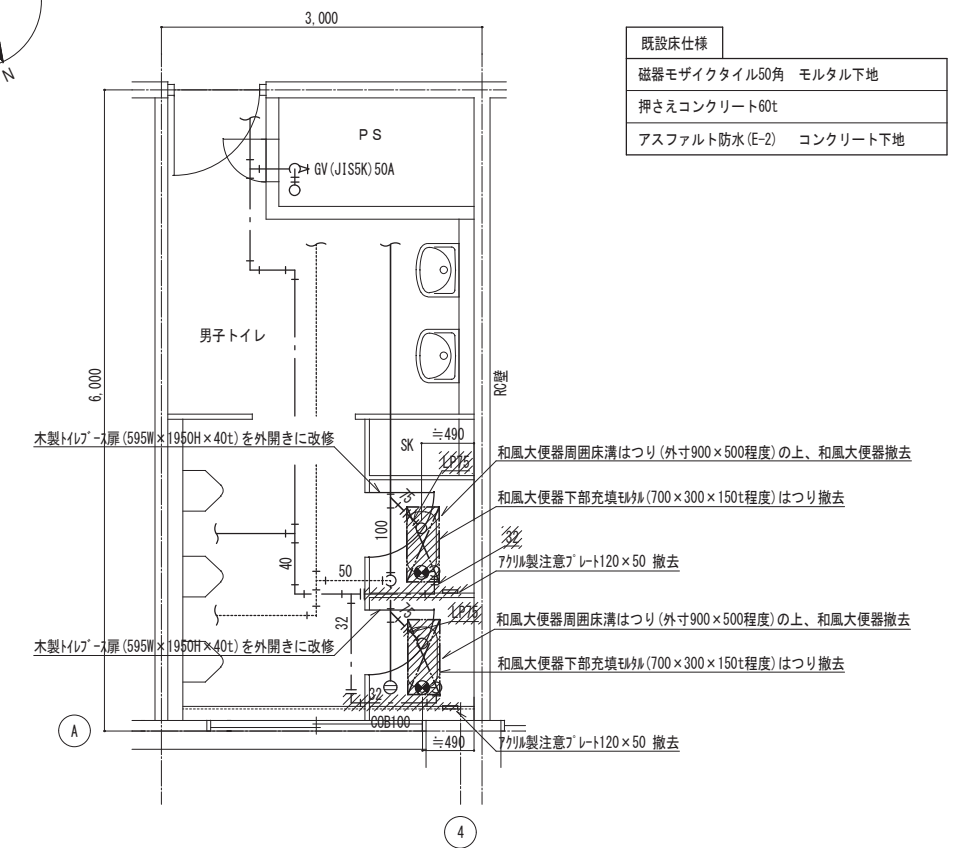 N
3,000
既設床仕様
磁器モザイクタイル50角 モルタル下地
押さえコンクリート60t
アスファルト防水(E-2) コンクリート下地
PS
GV(JIS5K)50A
男子トイレ
6,000
RC壁
木製トイレブース扉(595W×1950H×40t)を外開きに改修
SK
≒490
LP75
和風大便器周囲床溝はつり(外寸900×500程度)の上、和風大便器撤去
75
和風大便器下部充填モルタル(700×300×150t程度)はつり撤去
100
32
40
50
アクリル製注意プレート120×50 撤去
32
75
LP75
和風大便器周囲床溝はつり(外寸900×500程度)の上、和風大便器撤去
木製トイレブース扉(595W×1950H×40t)を外開きに改修
和風大便器下部充填モルタル(700×300×150t程度)はつり撤去
32
COB100
A
≒490
アクリル製注意プレート120×50 撤去
4